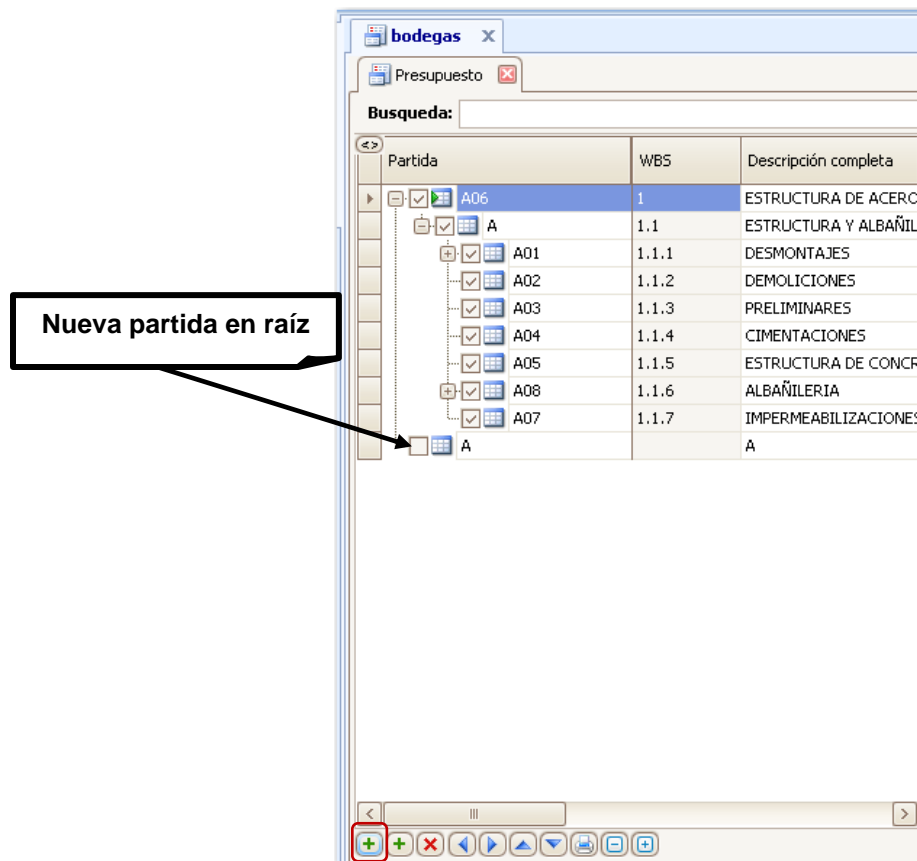 bodegas X
Presupuesto
Busqueda:
Partida WBS Descripción completa
A06 1 ESTRUCTURA DE ACERO
A 1.1 ESTRUCTURA Y ALBAÑIL
A01 1.1.1 DESMONTAJES
A02 1.1.2 DEMOLICIONES
A03 1.1.3 PRELIMINARES
A04 1.1.4 CIMENTACIONES
A05 1.1.5 ESTRUCTURA DE CONCR
A08 1.1.6 ALBAÑILERIA
A07 1.1.7 IMPERMEABILIZACIONES
A A
Nueva partida en raíz